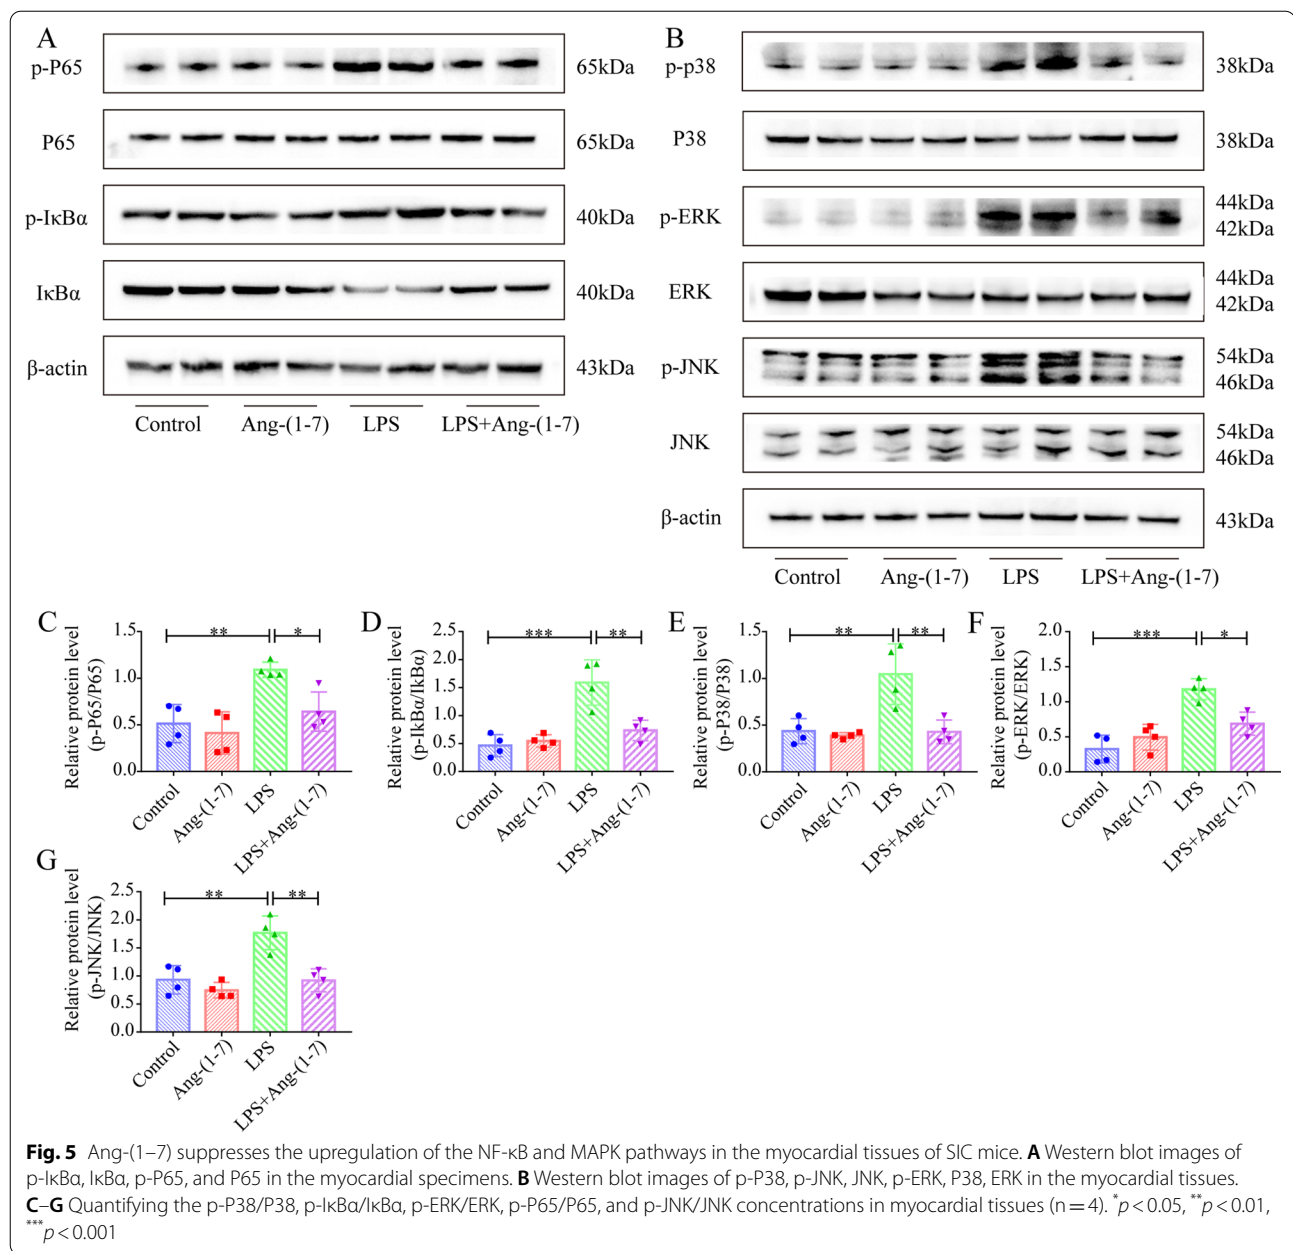 A
p-P65
65kDa
P65
65kDa
p-IκBα
40kDa
IκBα
40kDa
β-actin
43kDa
Control
Ang-(1-7)
LPS
LPS+Ang-(1-7)
B
p-p38
38kDa
P38
38kDa
p-ERK
44kDa
42kDa
ERK
44kDa
42kDa
p-JNK
54kDa
46kDa
JNK
54kDa
46kDa
β-actin
43kDa
Control
Ang-(1-7)
LPS
LPS+Ang-(1-7)
C
Relative protein level
(p-P65/P65)
1.5
1.0
0.5
0.0
**
*
Control
Ang-(1-7)
LPS
LPS+Ang-(1-7)
D
Relative protein level
(p-IkBα/IkBα)
2.5
2.0
1.5
1.0
0.5
0.0
***
**
Control
Ang-(1-7)
LPS
LPS+Ang-(1-7)
E
Relative protein level
(p-P38/P38)
1.5
1.0
0.5
0.0
**
**
Control
Ang-(1-7)
LPS
LPS+Ang-(1-7)
F
Relative protein level
(p-ERK/ERK)
2.0
1.5
1.0
0.5
0.0
***
*
Control
Ang-(1-7)
LPS
LPS+Ang-(1-7)
G
Relative protein level
(p-JNK/JNK)
2.5
2.0
1.5
1.0
0.5
0.0
**
**
Control
Ang-(1-7)
LPS
LPS+Ang-(1-7)
Fig. 5 Ang-(1–7) suppresses the upregulation of the NF-κB and MAPK pathways in the myocardial tissues of SIC mice. A Western blot images of
p-IκBα, IκBα, p-P65, and P65 in the myocardial specimens. B Western blot images of p-P38, p-JNK, JNK, p-ERK, P38, ERK in the myocardial tissues.
C–G Quantifying the p-P38/P38, p-IκBα/IκBα, p-ERK/ERK, p-P65/P65, and p-JNK/JNK concentrations in myocardial tissues (n = 4). *p < 0.05, **p < 0.01,
***p < 0.001